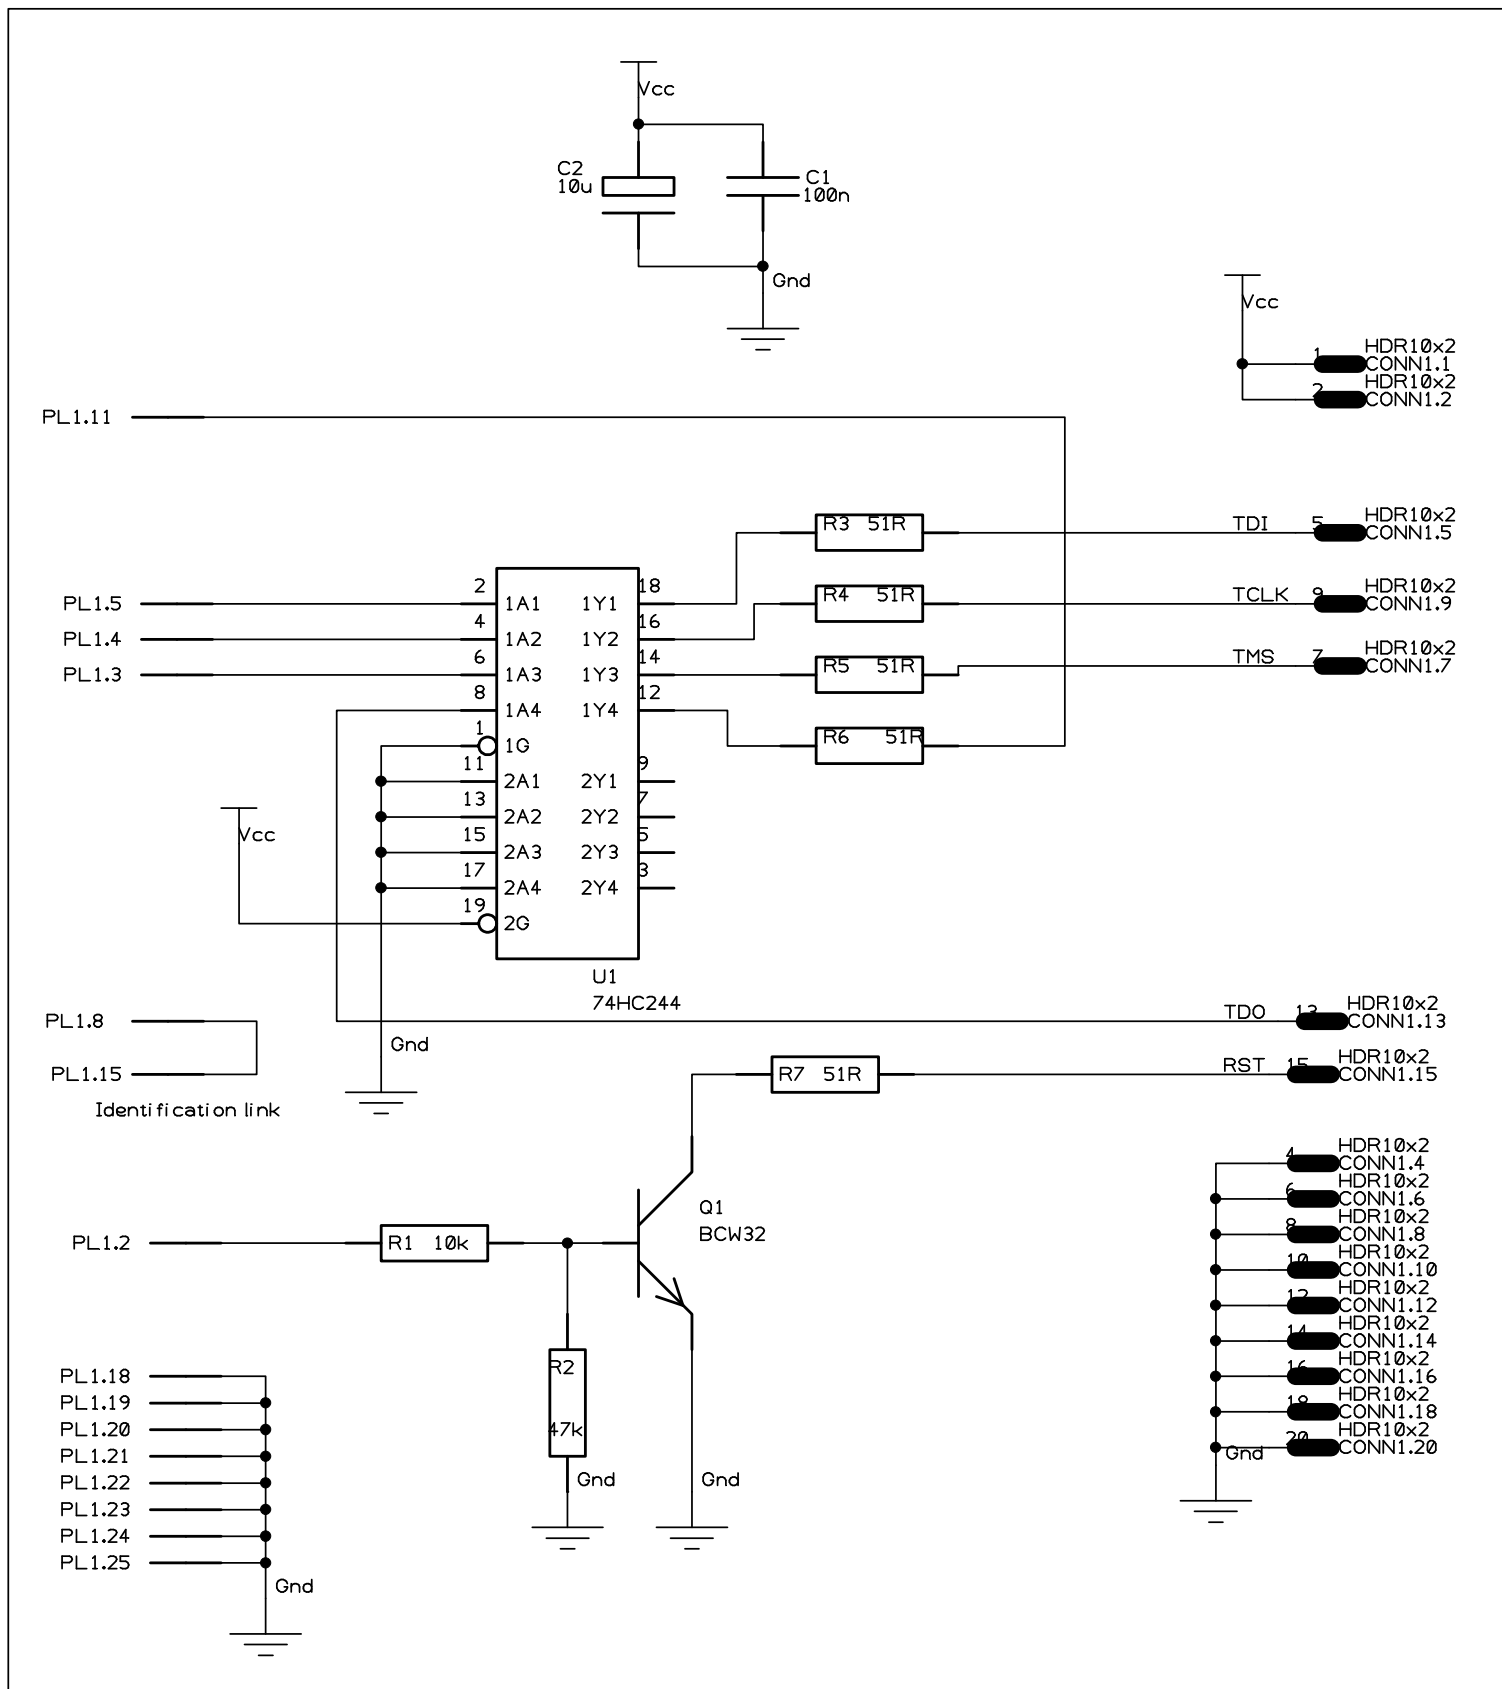 Vcc
C2
10u
C1
100n
Gnd
Vcc
1 HDR10x2
CONN1.1
2 HDR10x2
CONN1.2
PL1.11
R3 51R
TDI 5 HDR10x2
CONN1.5
R4 51R
TCLK 9 HDR10x2
CONN1.9
R5 51R
TMS 7 HDR10x2
CONN1.7
R6 51R
PL1.5
PL1.4
PL1.3
2 1A1 1Y1 18
4 1A2 1Y2 16
6 1A3 1Y3 14
8 1A4 1Y4 12
1 1G
11 2A1 2Y1 9
13 2A2 2Y2 7
15 2A3 2Y3 5
17 2A4 2Y4 3
19 2G
Vcc
U1
74HC244
Gnd
PL1.8
PL1.15
Identification link
TDO 13 HDR10x2
CONN1.13
R7 51R
RST 15 HDR10x2
CONN1.15
Q1
BCW32
PL1.2
R1 10k
R2
47k
Gnd
Gnd
4 HDR10x2
CONN1.4
6 HDR10x2
CONN1.6
8 HDR10x2
CONN1.8
10 HDR10x2
CONN1.10
12 HDR10x2
CONN1.12
14 HDR10x2
CONN1.14
16 HDR10x2
CONN1.16
18 HDR10x2
CONN1.18
20 HDR10x2
CONN1.20
Gnd
PL1.18
PL1.19
PL1.20
PL1.21
PL1.22
PL1.23
PL1.24
PL1.25
Gnd